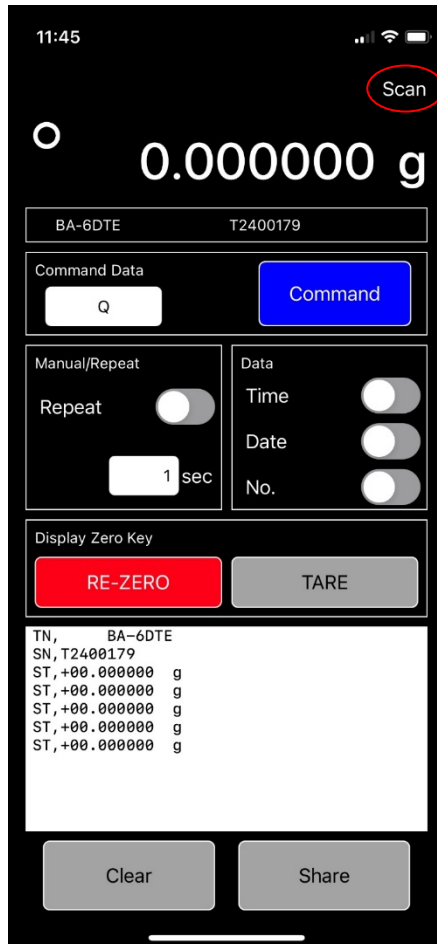 11:45
Scan
0.000000 g
BA-6DTE T2400179
Command Data
Q
Command
Manual/Repeat
Repeat
1 sec
Data
Time
Date
No.
Display Zero Key
RE-ZERO TARE
TN,      BA-6DTE
SN,T2400179
ST,+00.000000  g
ST,+00.000000  g
ST,+00.000000  g
ST,+00.000000  g
ST,+00.000000  g
Clear Share